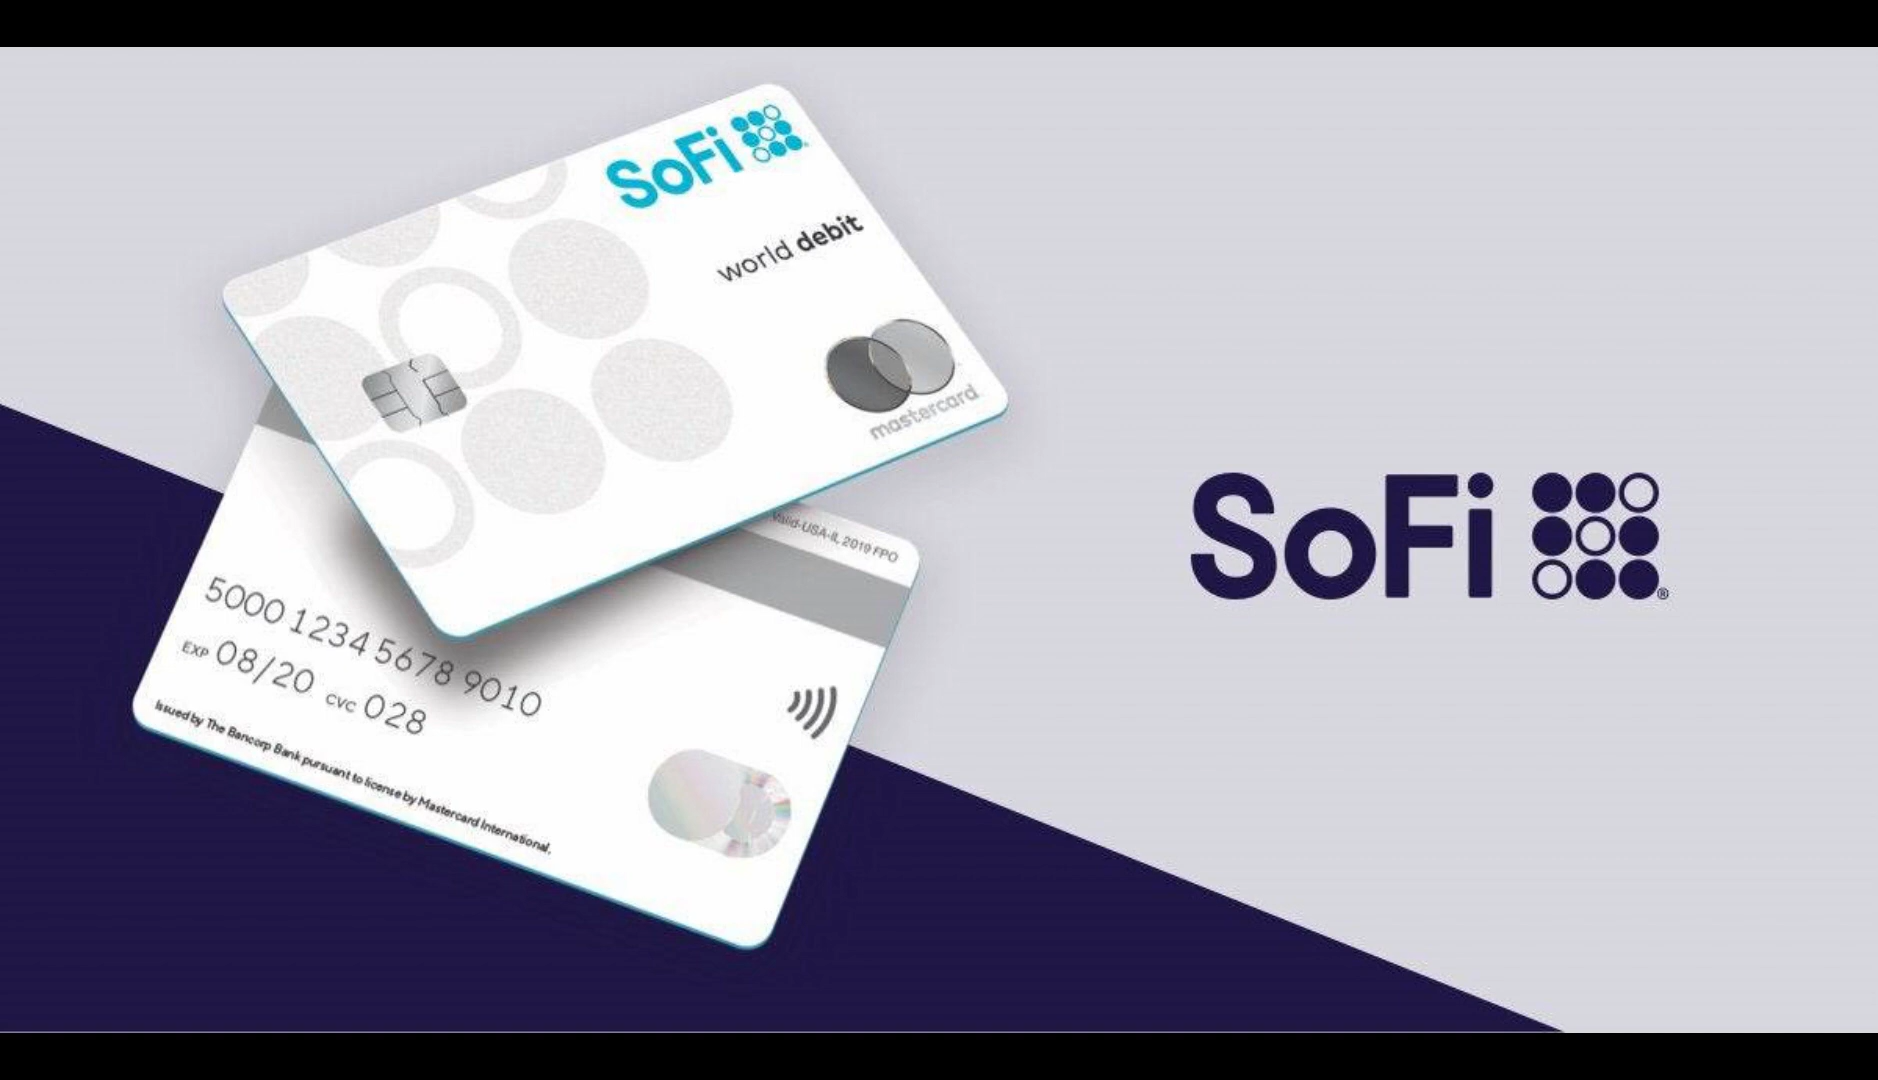 SoFi
world debit
mastercard
Valid-USA-IL 2019 FPO
5000 1234 5678 9010
EXP 08/20 CVC 028
Issued by The Bancorp Bank pursuant to license by Mastercard International.
SoFi ®